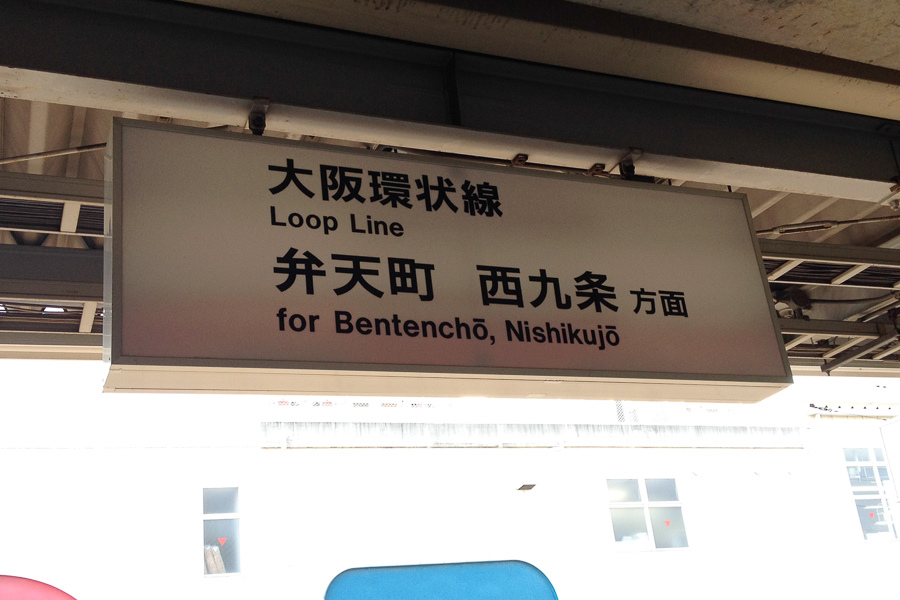 大阪環状線
Loop Line
弁天町 西九条 方面
for Bentenchō, Nishikujō